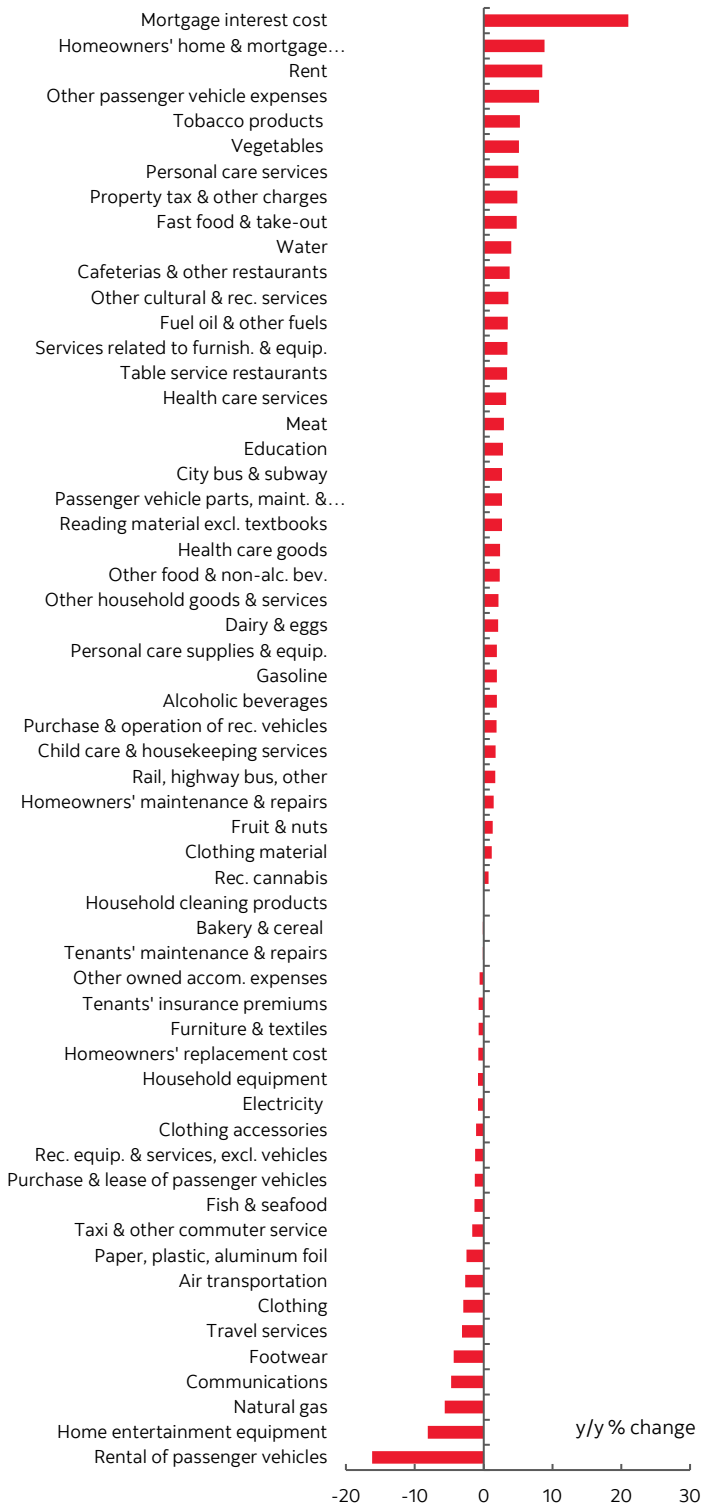 Mortgage interest cost
Homeowners' home & mortgage…
Rent
Other passenger vehicle expenses
Tobacco products
Vegetables
Personal care services
Property tax & other charges
Fast food & take-out
Water
Cafeterias & other restaurants
Other cultural & rec. services
Fuel oil & other fuels
Services related to furnish. & equip.
Table service restaurants
Health care services
Meat
Education
City bus & subway
Passenger vehicle parts, maint. &…
Reading material excl. textbooks
Health care goods
Other food & non-alc. bev.
Other household goods & services
Dairy & eggs
Personal care supplies & equip.
Gasoline
Alcoholic beverages
Purchase & operation of rec. vehicles
Child care & housekeeping services
Rail, highway bus, other
Homeowners' maintenance & repairs
Fruit & nuts
Clothing material
Rec. cannabis
Household cleaning products
Bakery & cereal
Tenants' maintenance & repairs
Other owned accom. expenses
Tenants' insurance premiums
Furniture & textiles
Homeowners' replacement cost
Household equipment
Electricity
Clothing accessories
Rec. equip. & services, excl. vehicles
Purchase & lease of passenger vehicles
Fish & seafood
Taxi & other commuter service
Paper, plastic, aluminum foil
Air transportation
Clothing
Travel services
Footwear
Communications
Natural gas
Home entertainment equipment
y/y % change
Rental of passenger vehicles
-20 -10 0 10 20 30